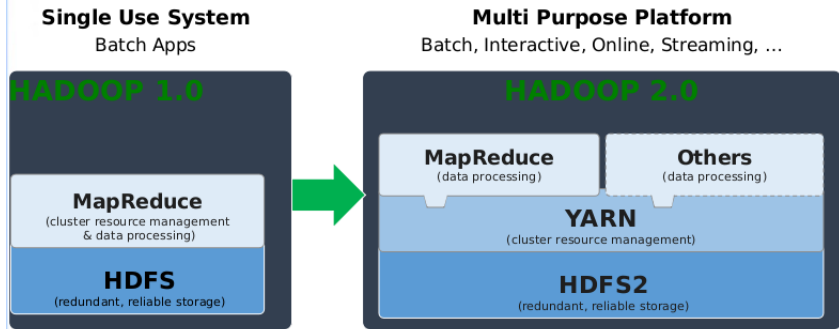 Single Use System
Batch Apps
HADOOP 1.0
MapReduce
(cluster resource management
& data processing)
HDFS
(redundant, reliable storage)
Multi Purpose Platform
Batch, Interactive, Online, Streaming, ...
HADOOP 2.0
MapReduce
(data processing)
Others
(data processing)
YARN
(cluster resource management)
HDFS2
(redundant, reliable storage)